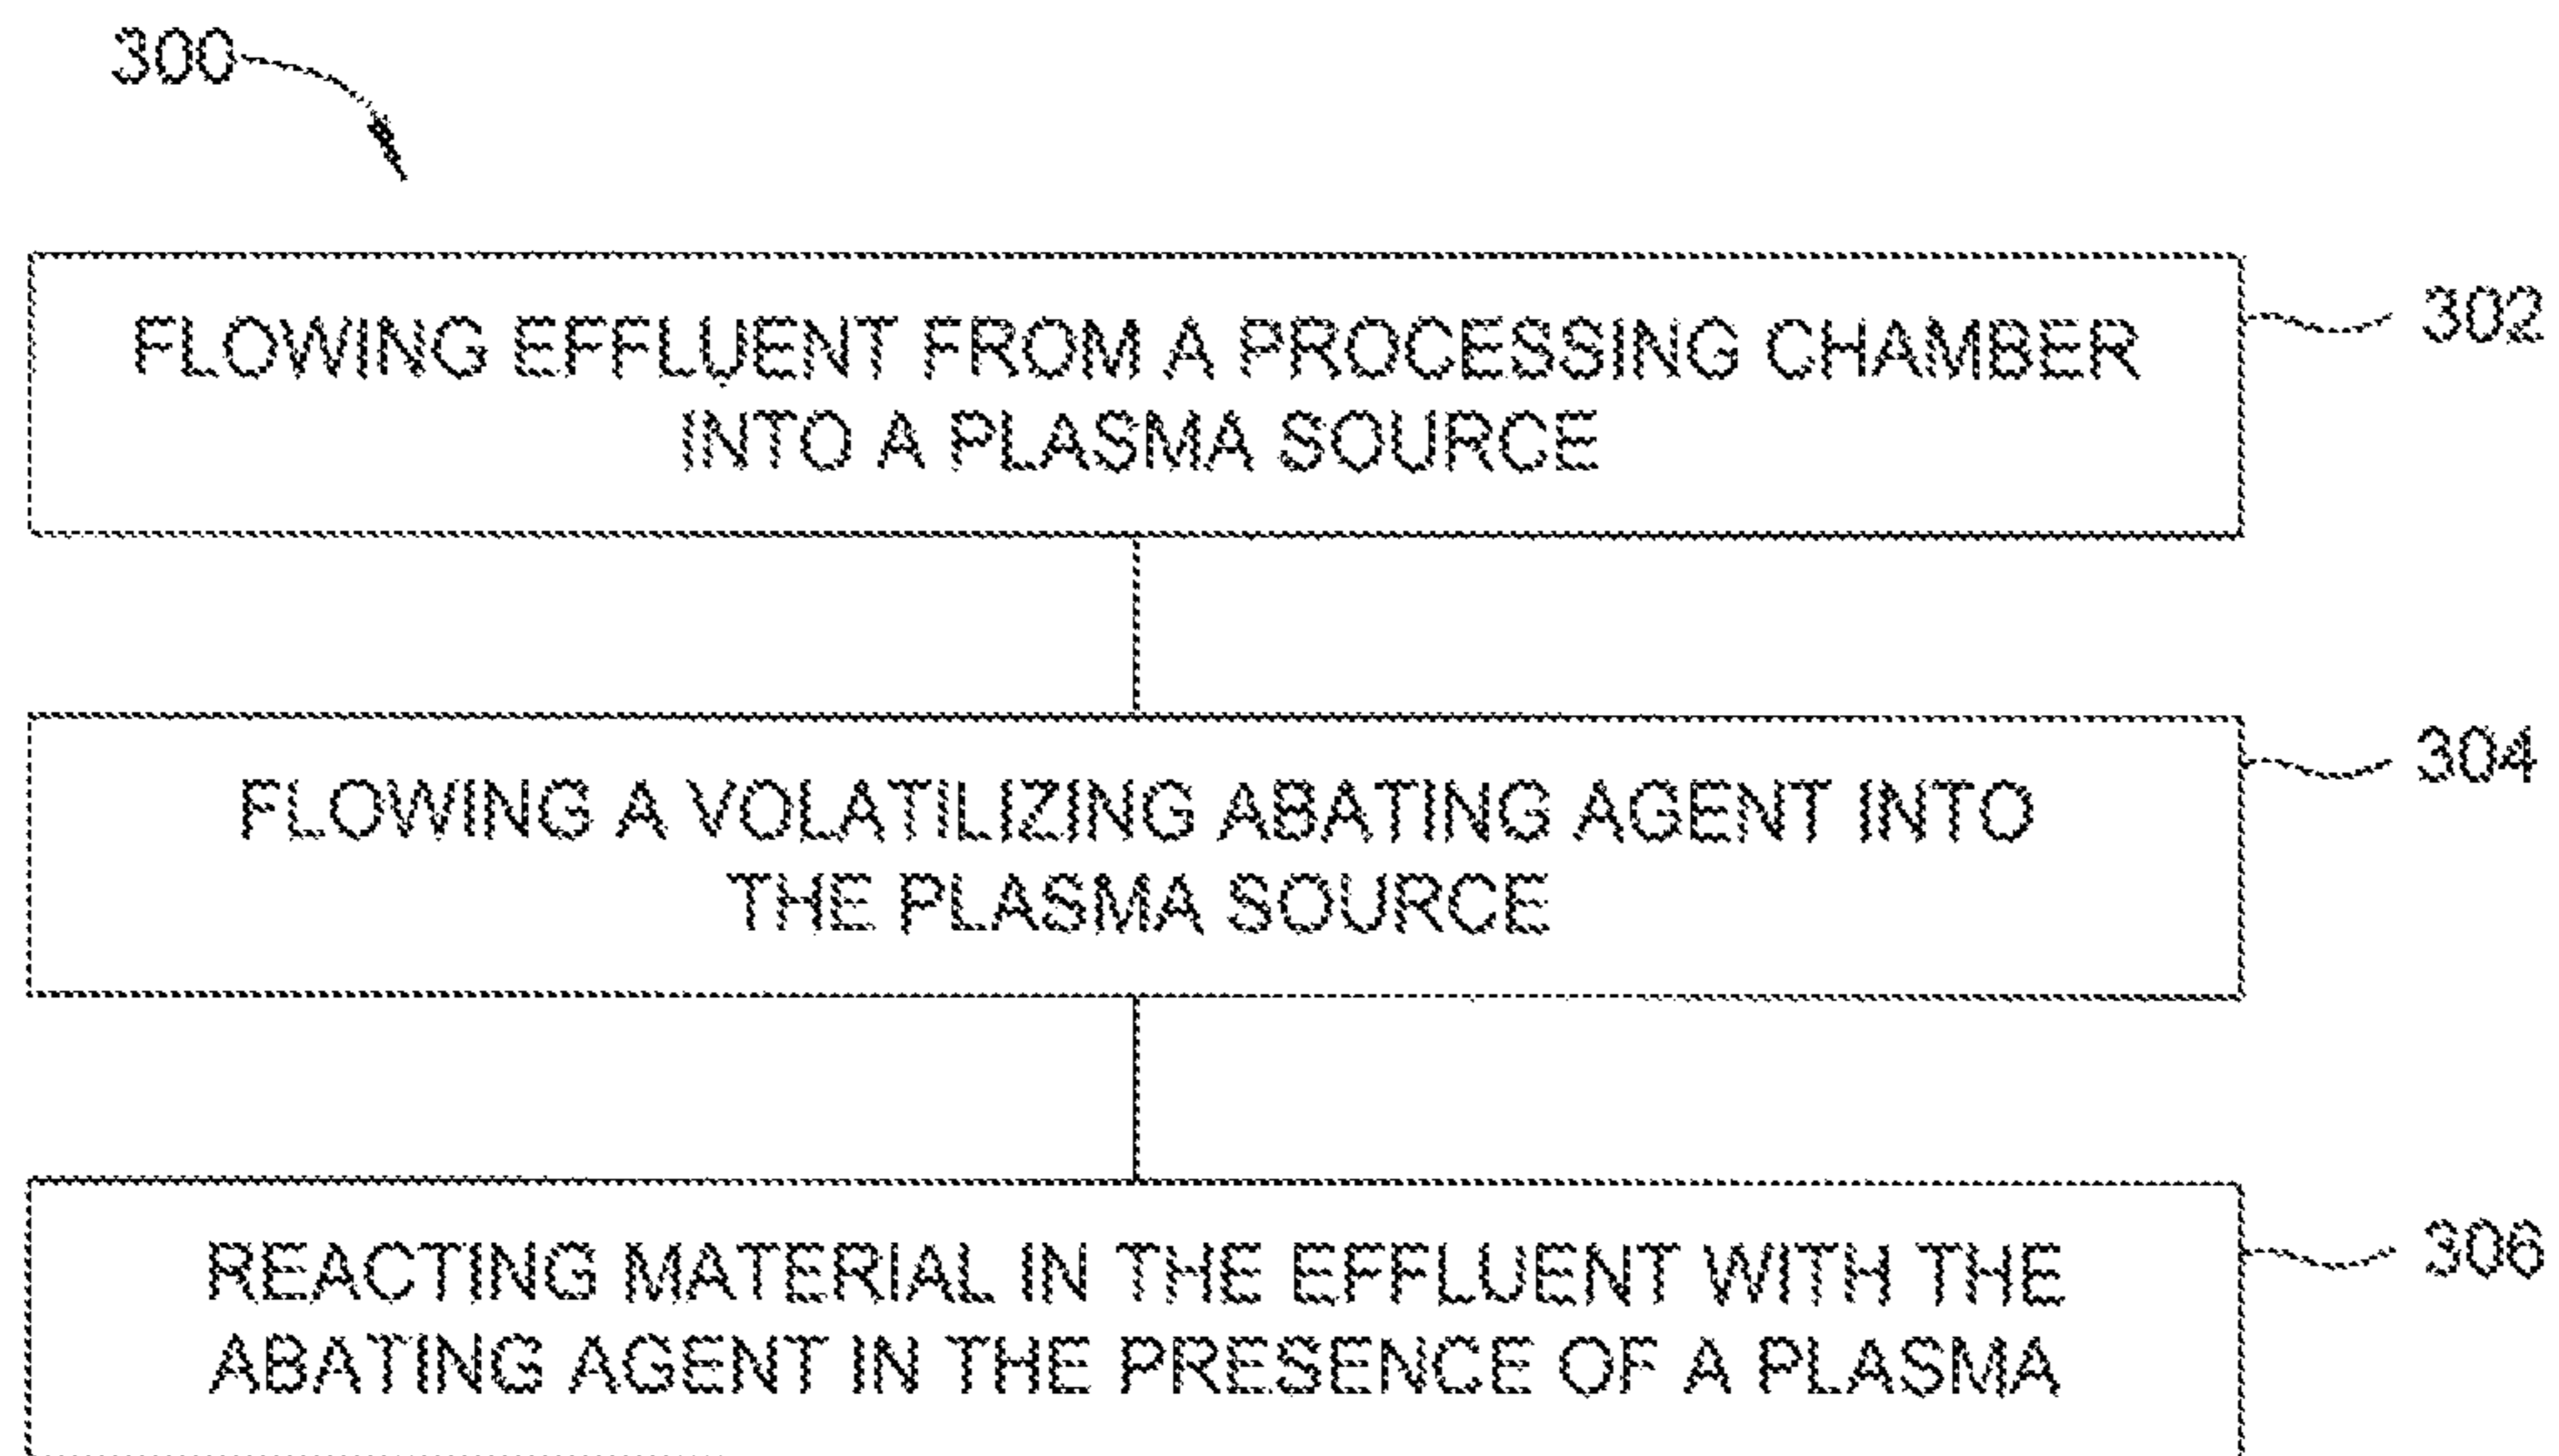 300
FLOWING EFFLUENT FROM A PROCESSING CHAMBER
INTO A PLASMA SOURCE
302
FLOWING A VOLATILIZING ABATING AGENT INTO
THE PLASMA SOURCE
304
REACTING MATERIAL IN THE EFFLUENT WITH THE
ABATING AGENT IN THE PRESENCE OF A PLASMA
306